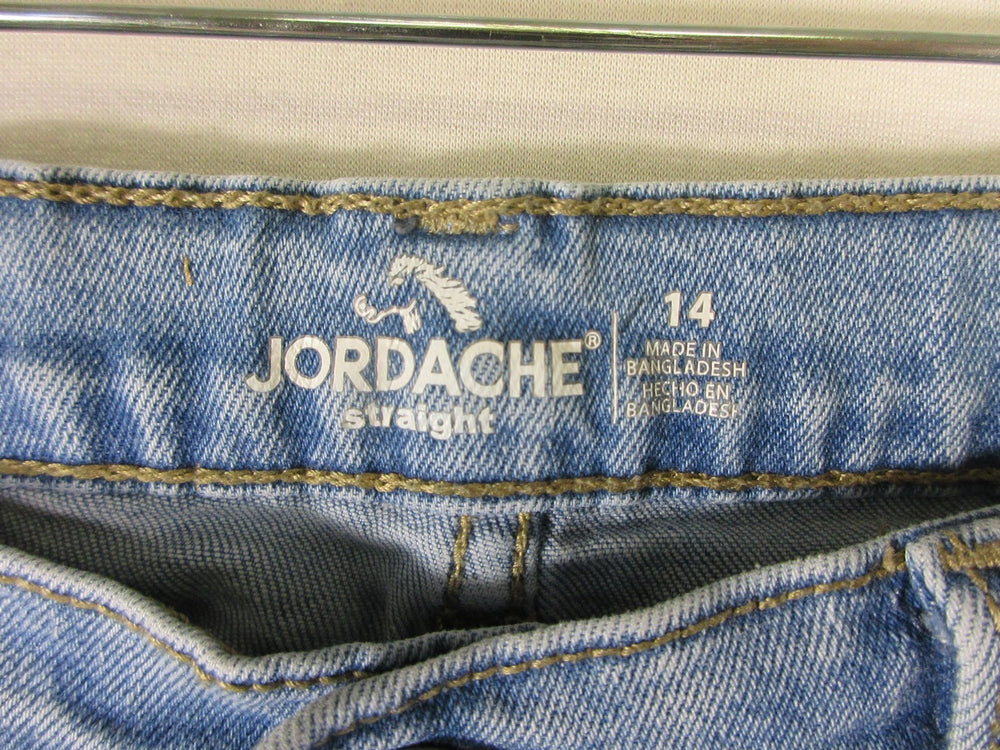 JORDACHE®
straight
14
MADE IN
BANGLADESH
HECHO EN
BANGLADESH